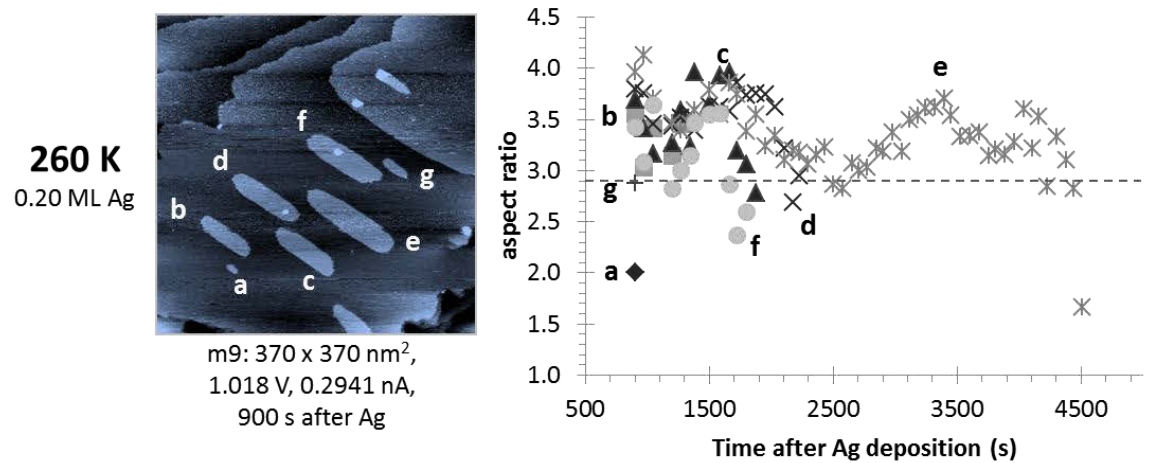 260 K
0.20 ML Ag
f
d
g
b
e
a
c
m9: 370 x 370 nm²,
1.018 V, 0.2941 nA,
900 s after Ag
aspect ratio
4.5
4.0
3.5
3.0
2.5
2.0
1.5
1.0
c
e
b
g
d
f
a
500
1500
2500
3500
4500
Time after Ag deposition (s)